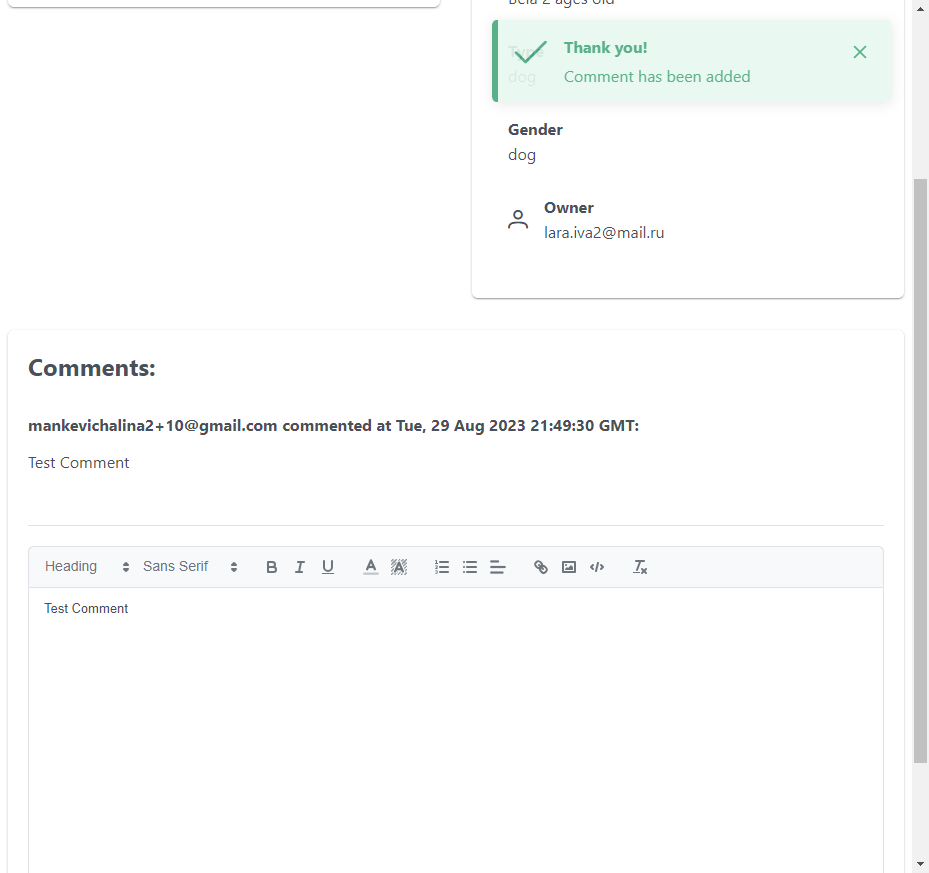 Bela 2 ages old
Type
dog
Thank you!
Comment has been added
Gender
dog
Owner
lara.iva2@mail.ru
Comments:
mankevichalina2+10@gmail.com commented at Tue, 29 Aug 2023 21:49:30 GMT:
Test Comment
Heading Sans Serif B I U A A
Test Comment